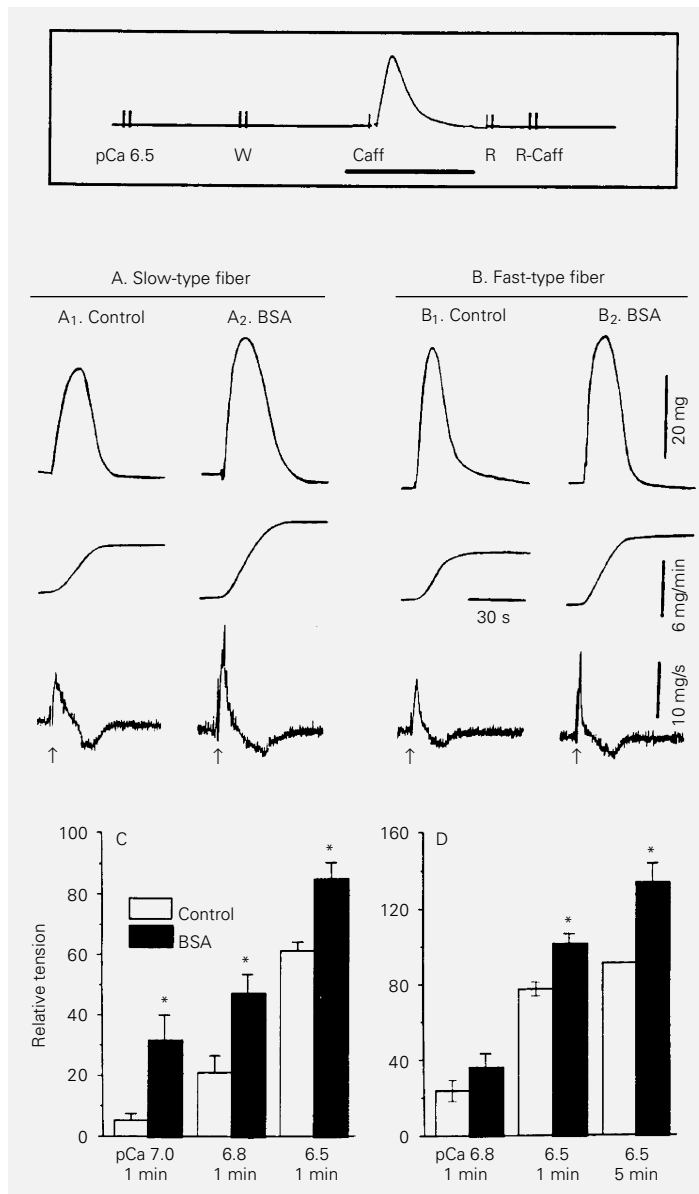 pCa 6.5 W Caff R R-Caff
A. Slow-type fiber B. Fast-type fiber
A1. Control A2. BSA B1. Control B2. BSA
20 mg
30 s
6 mg/min
10 mg/s
↑ ↑ ↑ ↑
100 C
80
60
40
20
0
Relative tension
Control
BSA
* * *
pCa 7.0 6.8 6.5
1 min 1 min 1 min
160 D
120
80
40
0
* *
pCa 6.8 6.5 6.5
1 min 1 min 5 min